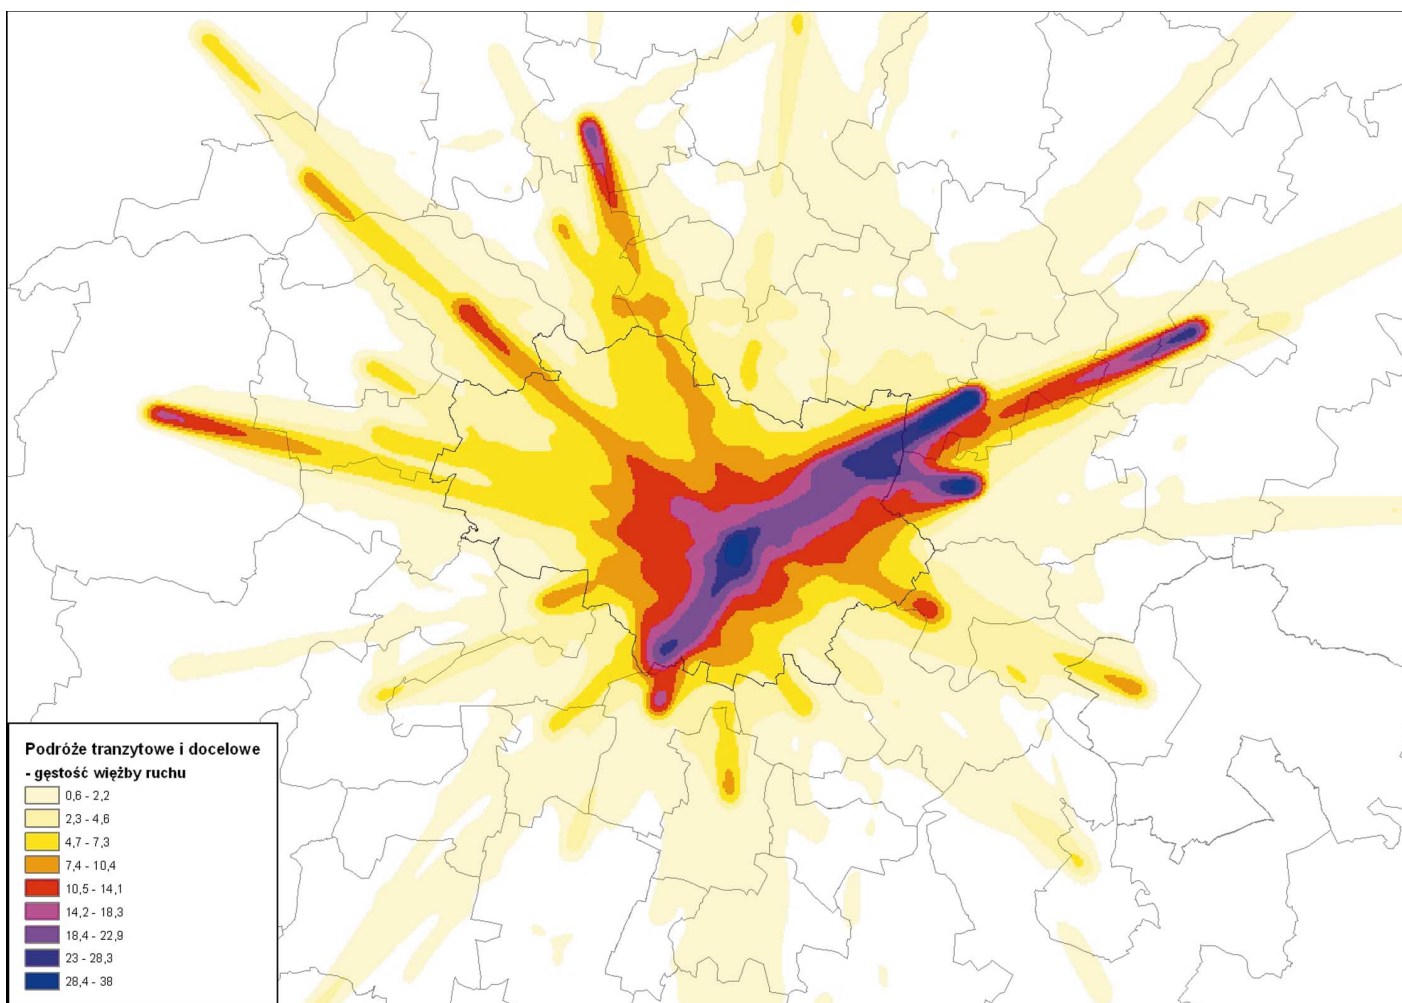 Podróże tranzytowe i docelowe
- gęstość więźby ruchu
0,6 - 2,2
2,3 - 4,6
4,7 - 7,3
7,4 - 10,4
10,5 - 14,1
14,2 - 18,3
18,4 - 22,9
23 - 28,3
28,4 - 38